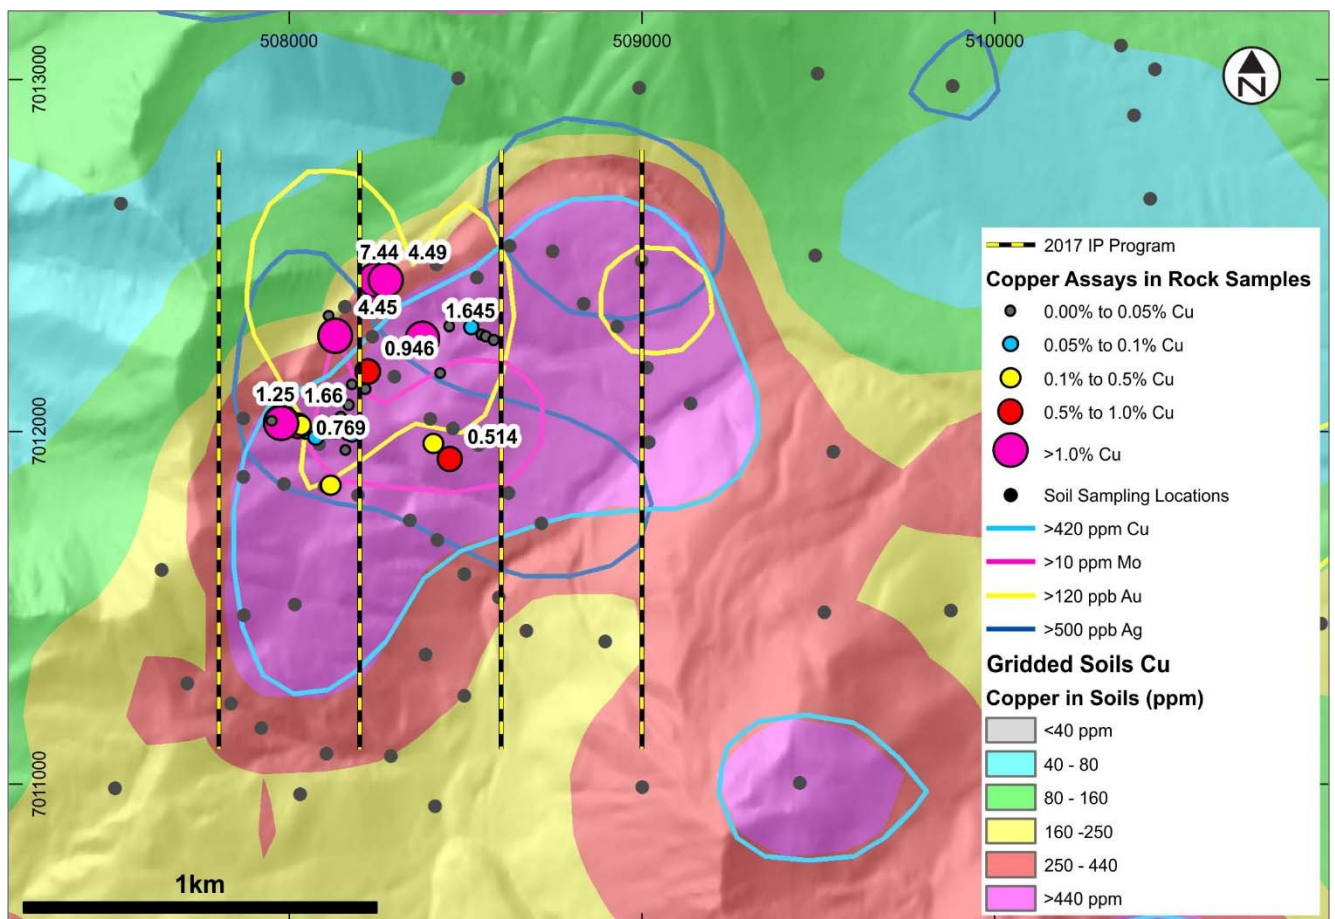 508000
509000
510000
7013000
7012000
7011000
N
7.44
4.49
4.45
1.645
0.946
1.25
1.66
0.769
0.514
1km
2017 IP Program
Copper Assays in Rock Samples
0.00% to 0.05% Cu
0.05% to 0.1% Cu
0.1% to 0.5% Cu
0.5% to 1.0% Cu
>1.0% Cu
Soil Sampling Locations
>420 ppm Cu
>10 ppm Mo
>120 ppb Au
>500 ppb Ag
Gridded Soils Cu
Copper in Soils (ppm)
<40 ppm
40 - 80
80 - 160
160 -250
250 - 440
>440 ppm